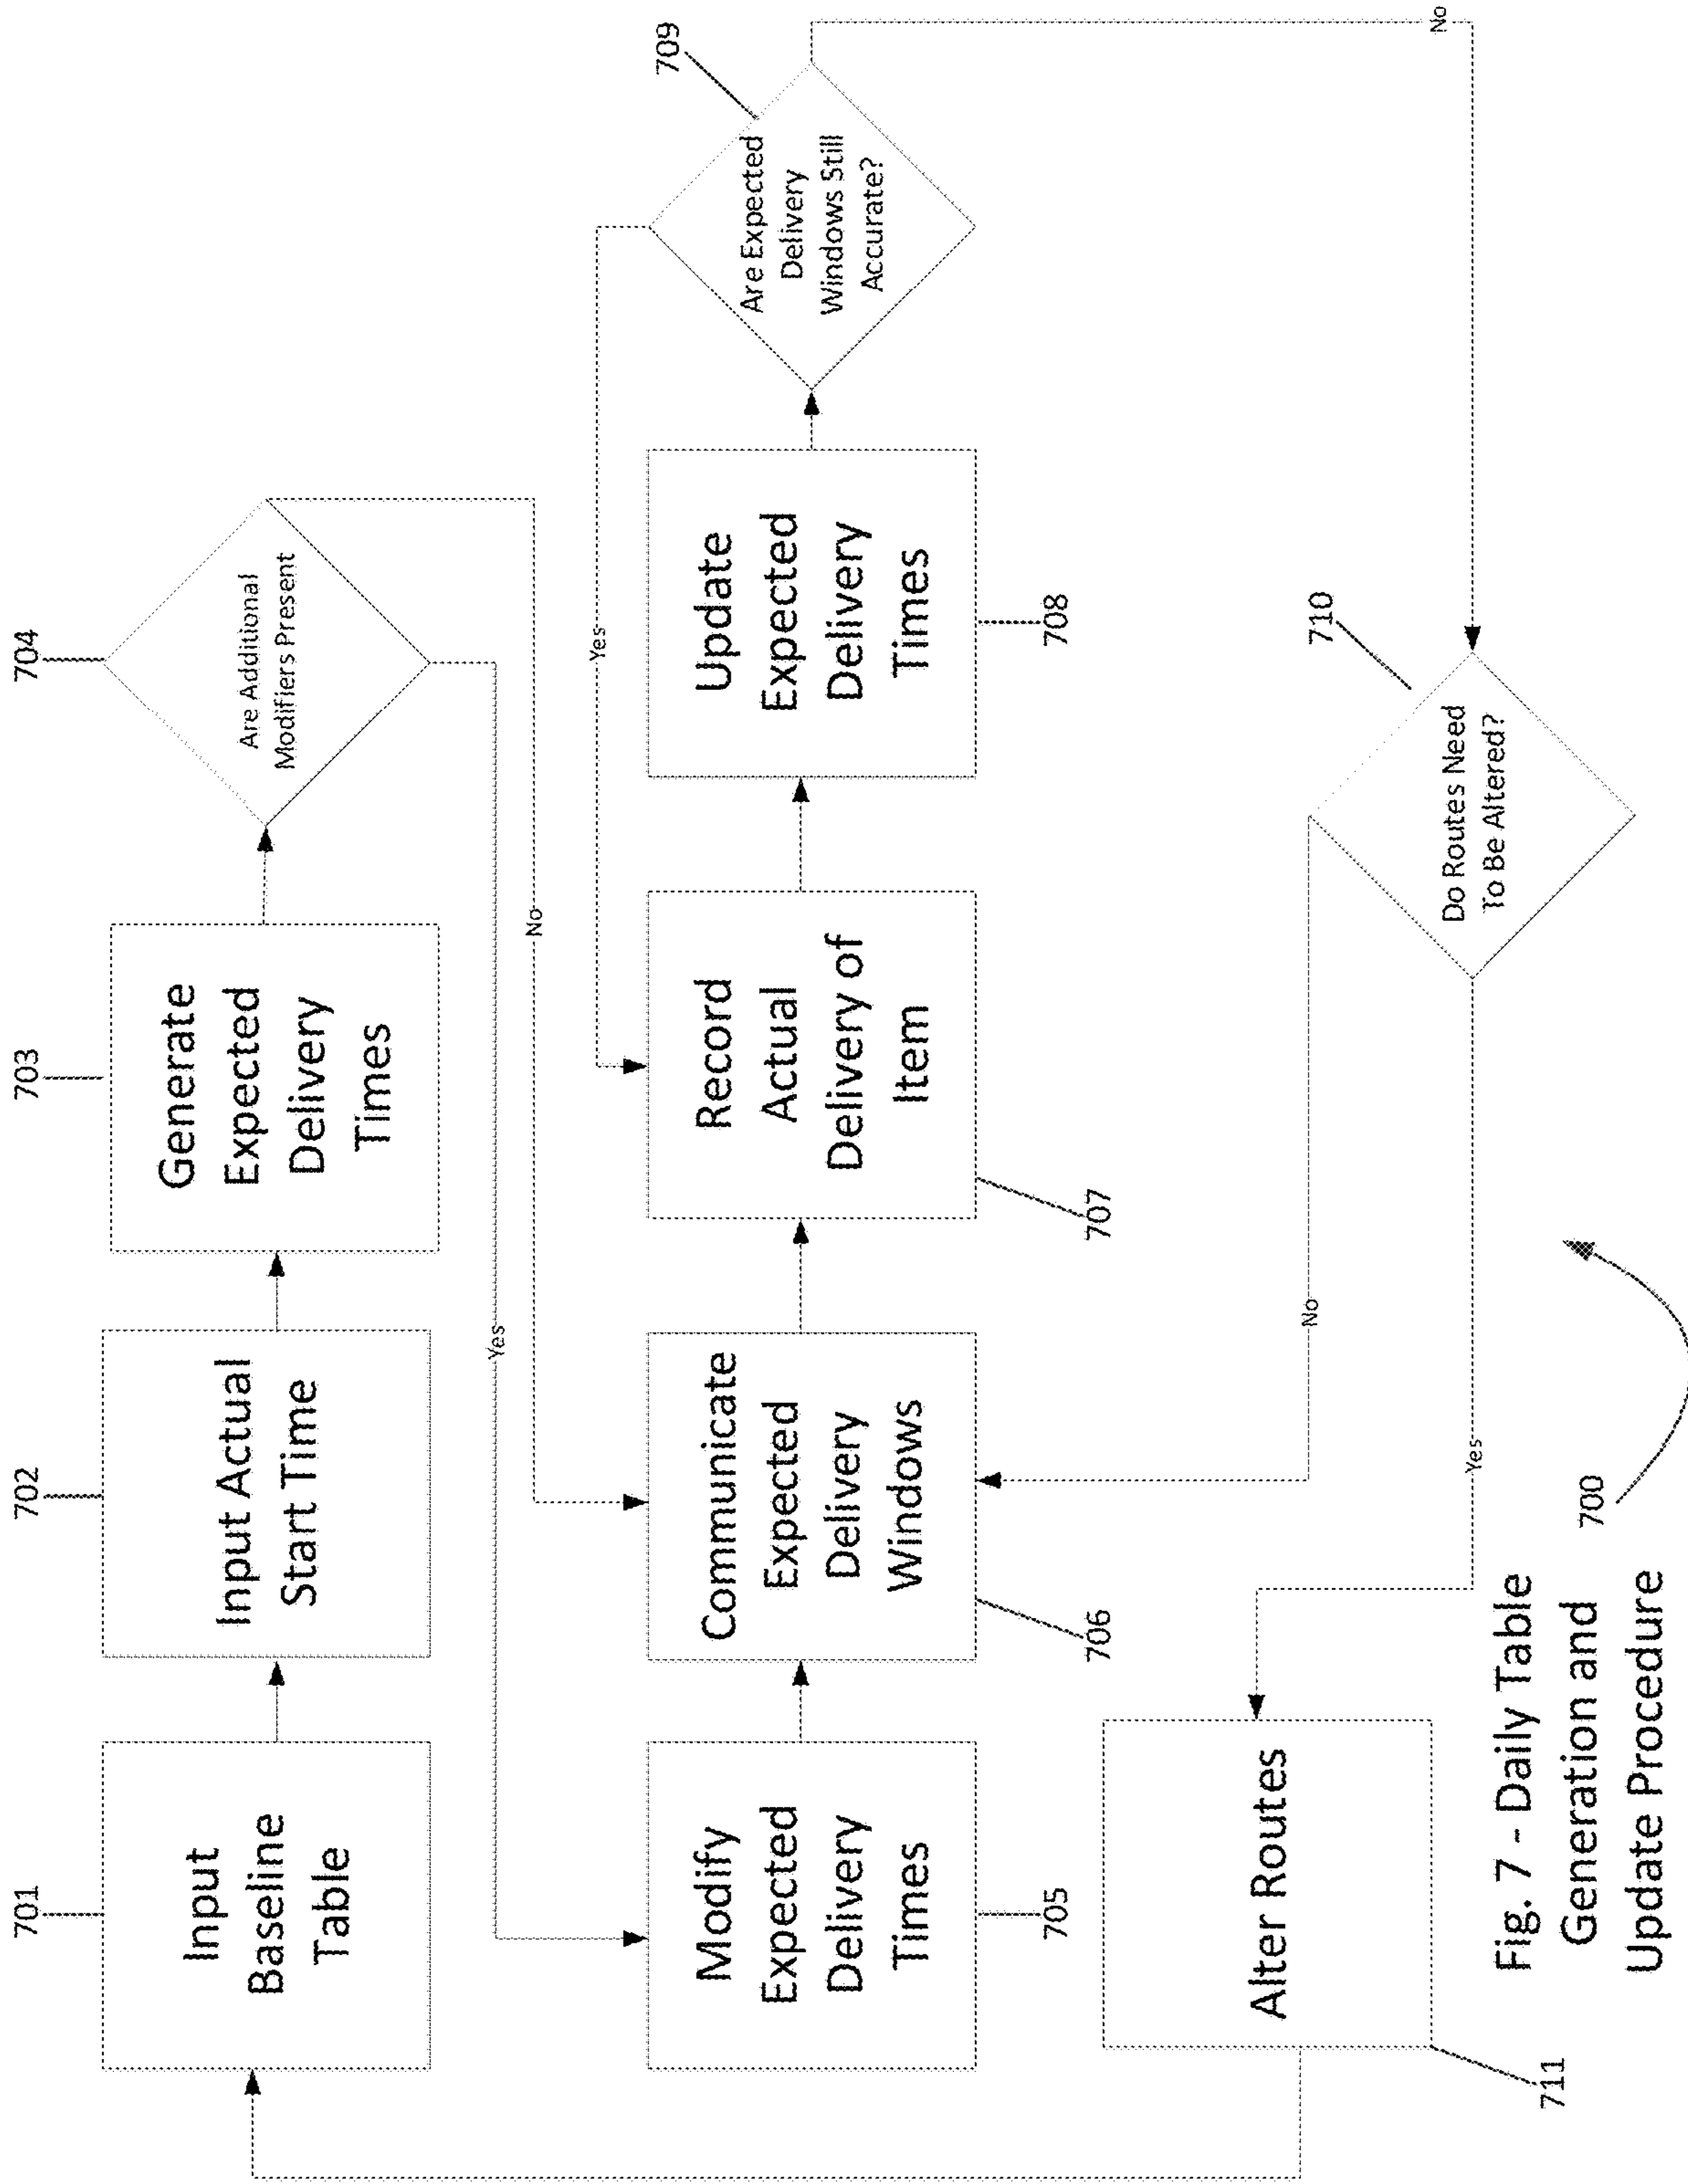 701
Input
Baseline
Table
702
Input Actual
Start Time
703
Generate
Expected
Delivery
Times
704
Are Additional
Modifiers Present
Yes
No
Modify
Expected
Delivery
Times
705
Communicate
Expected
Delivery
Windows
706
Record
Actual
Delivery of
Item
707
Update
Expected
Delivery
Times
708
Yes
709
Are Expected
Delivery
Windows Still
Accurate?
No
710
Do Routes Need
To Be Altered?
No
Yes
Alter Routes
711
Fig. 7 - Daily Table
Generation and
Update Procedure
700